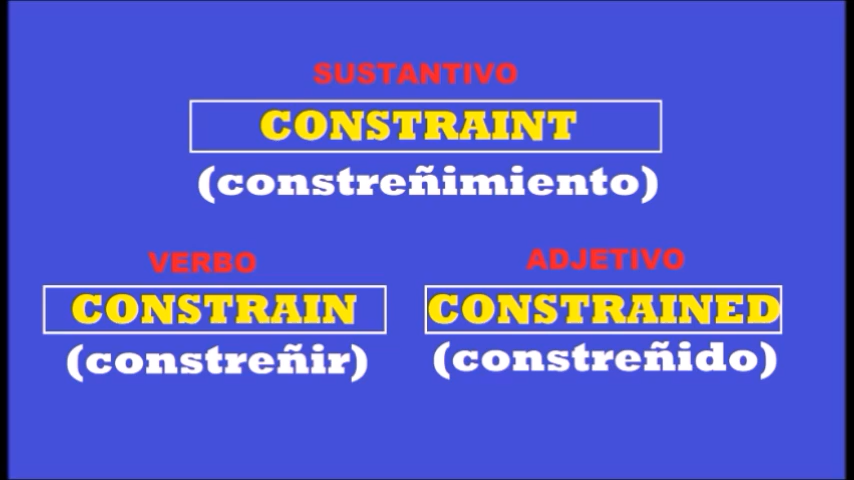 SUSTANTIVO
CONSTRAINT
(constreñimiento)
VERBO
CONSTRAIN
(constreñir)
ADJETIVO
CONSTRAINED
(constreñido)